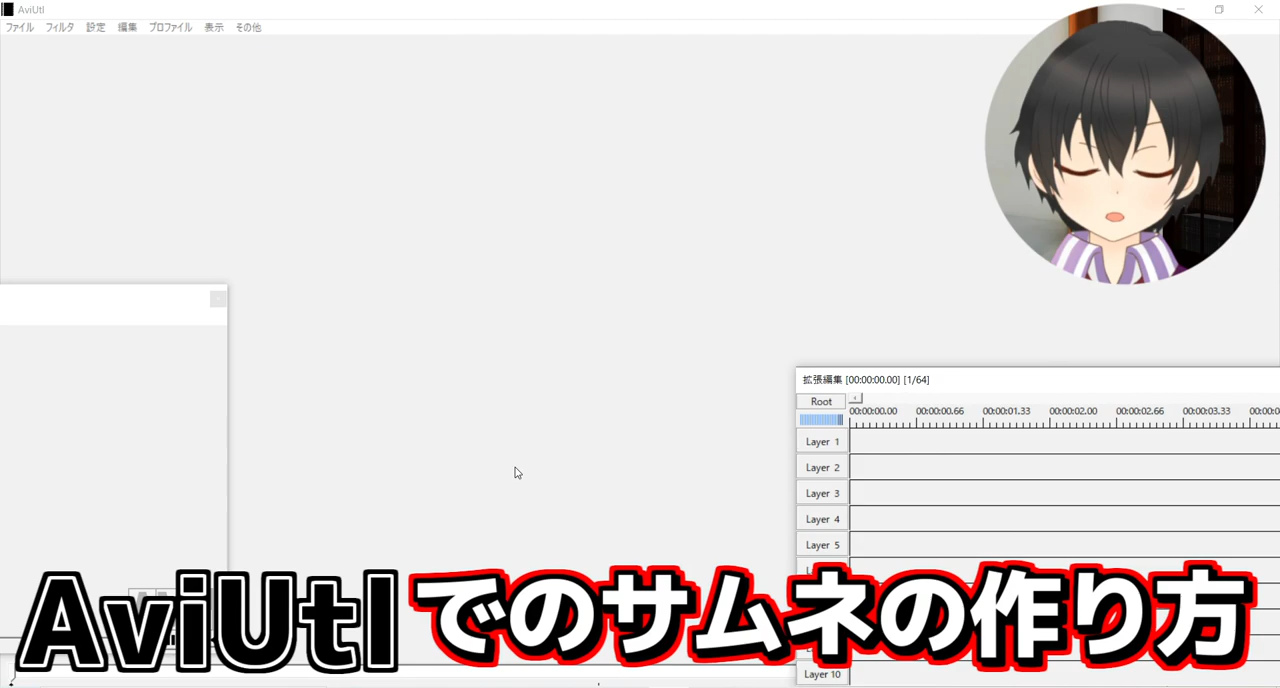 AviUtl
ファイル フィルタ 設定 編集 プロファイル 表示 その他
拡張編集 [00:00:00.00] [1/64]
Root
00:00:00.00 00:00:00.66 00:00:01.33 00:00:02.00 00:00:02.66 00:00:03.33
Layer 1
Layer 2
Layer 3
Layer 4
Layer 5
AviUtlでのサムネの作り方
Layer 10